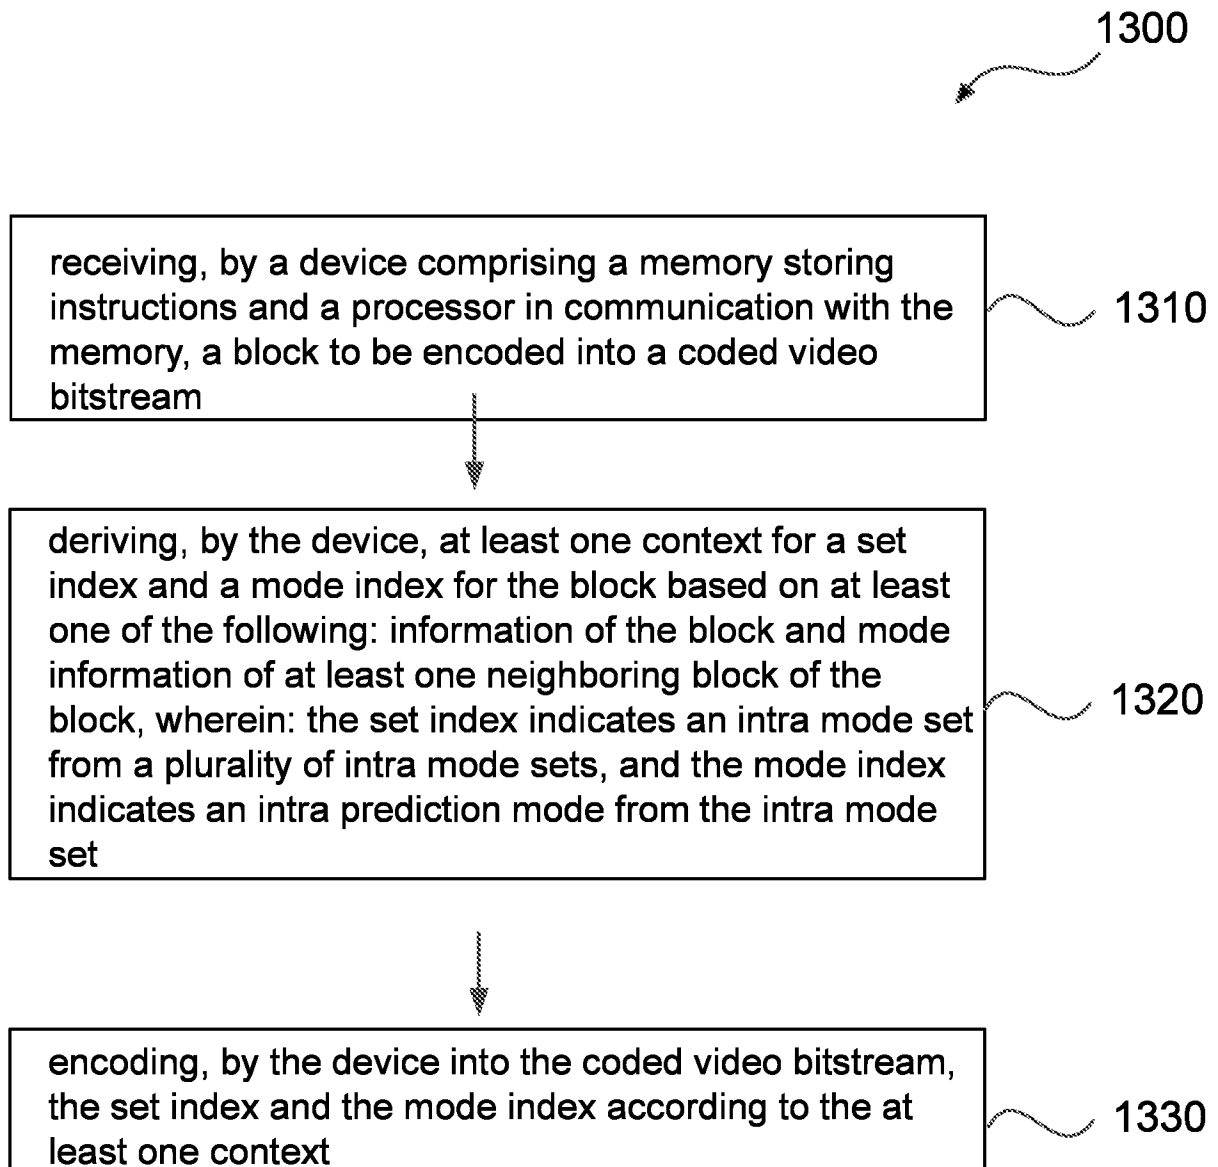 1300
receiving, by a device comprising a memory storing
instructions and a processor in communication with the
memory, a block to be encoded into a coded video
bitstream
1310
deriving, by the device, at least one context for a set
index and a mode index for the block based on at least
one of the following: information of the block and mode
information of at least one neighboring block of the
block, wherein: the set index indicates an intra mode set
from a plurality of intra mode sets, and the mode index
indicates an intra prediction mode from the intra mode
set
1320
encoding, by the device into the coded video bitstream,
the set index and the mode index according to the at
least one context
1330